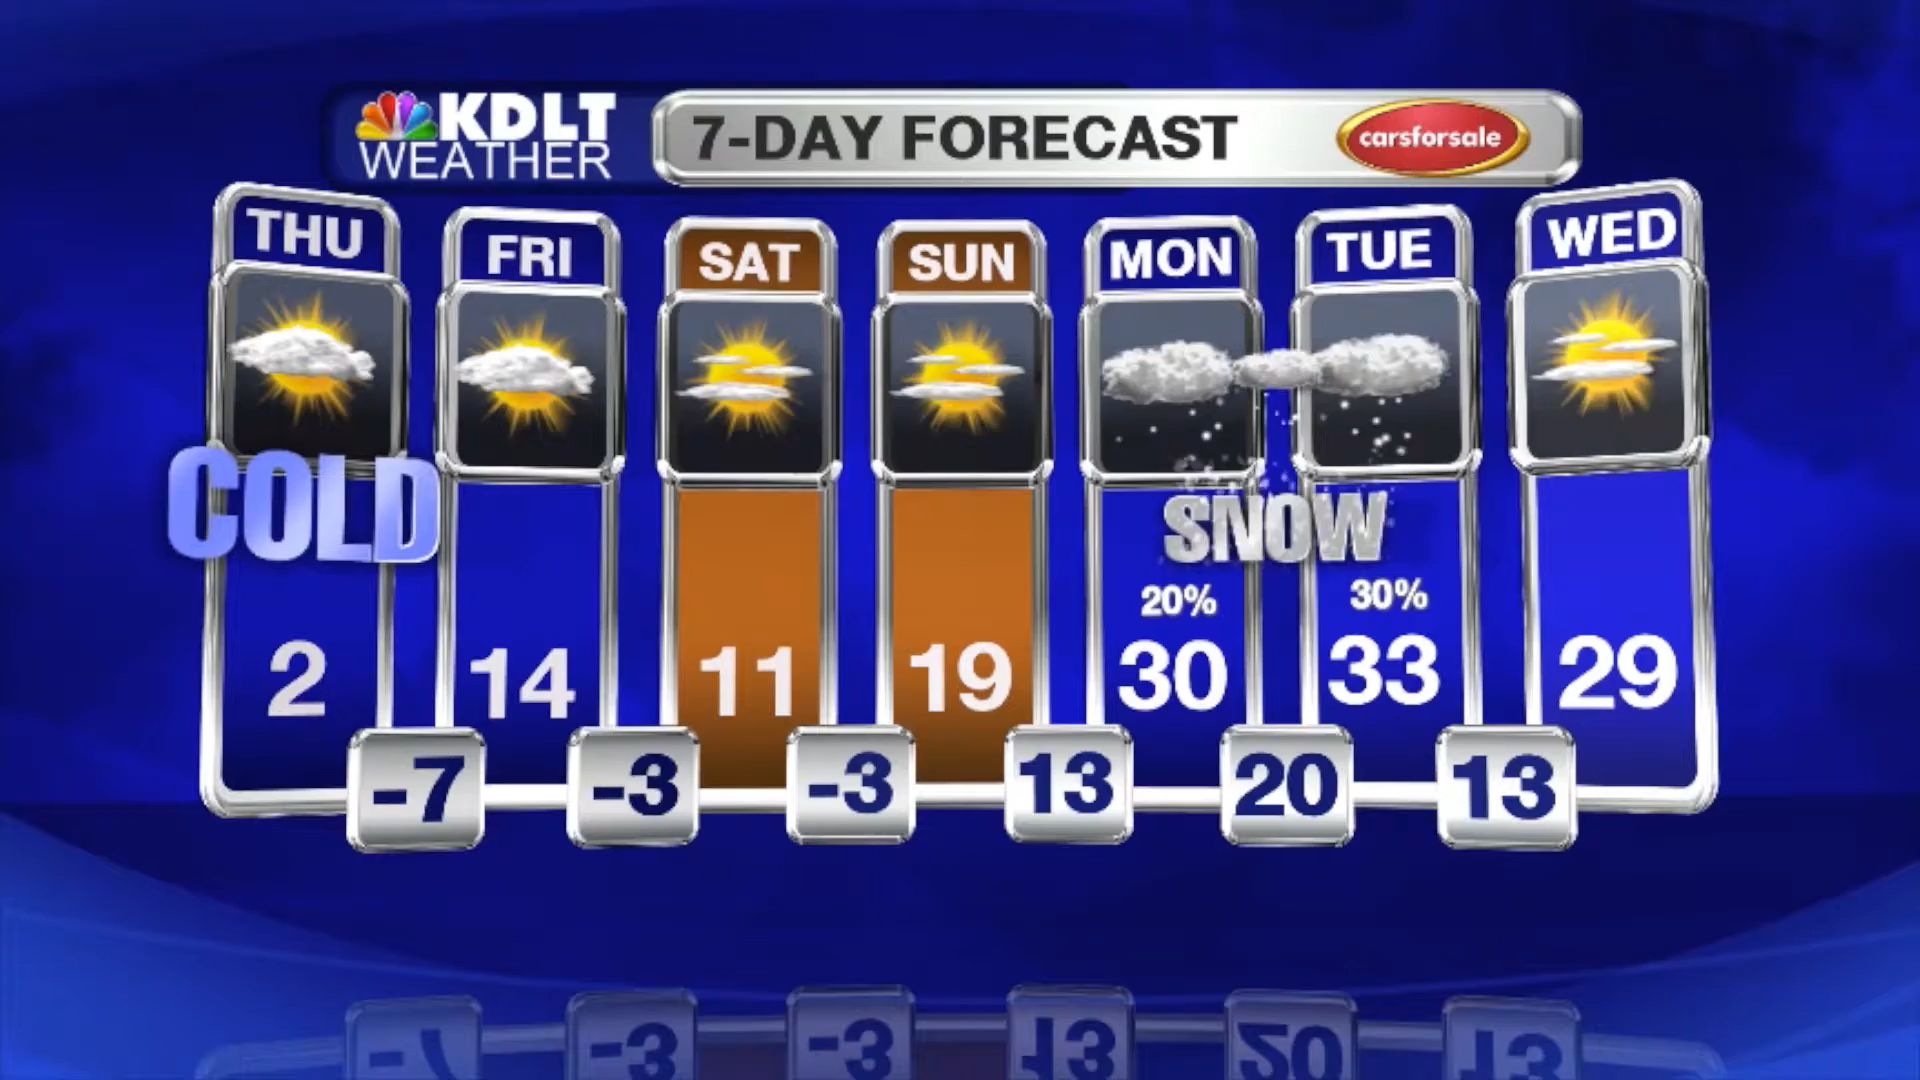 KDLT
WEATHER
7-DAY FORECAST
carsforsale
THU FRI SAT SUN MON TUE WED
COLD
SNOW
20% 30%
2 14 11 19 30 33 29
-7 -3 -3 13 20 13